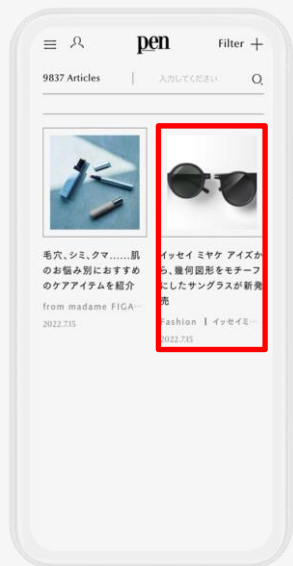 pen
Filter +
9837 Articles | 入力してください
毛穴、シミ、クマ……肌
のお悩み別におすすめ
のケアアイテムを紹介
from madame FIGA…
2022.7.15
イッセイ ミヤケ アイズか
ら、幾何図形をモチーフ
にしたサングラスが新発
売
Fashion | イッセイミ…
2022.7.15